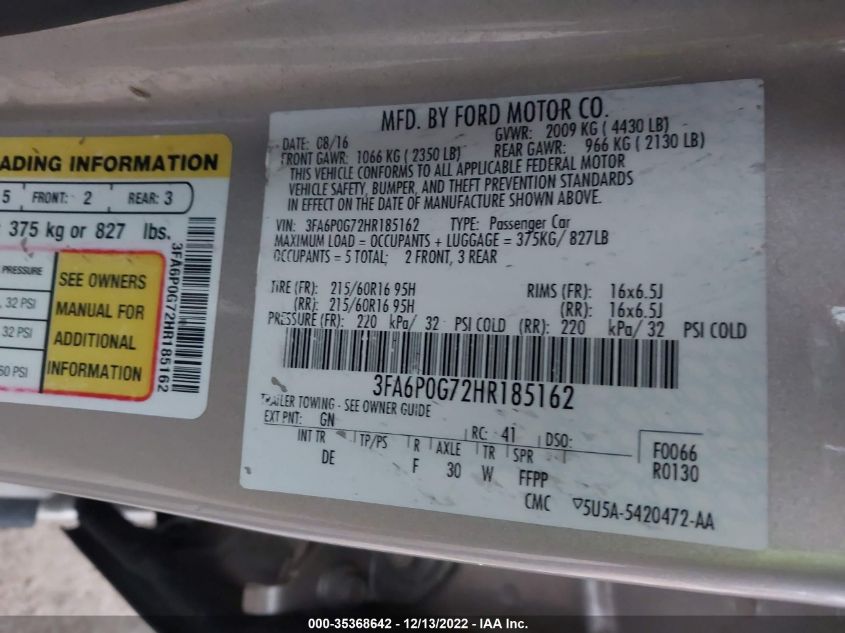 MFD. BY FORD MOTOR CO.
DATE: 08/16 GVWR: 2009 KG ( 4430 LB)
FRONT GAWR: 1066 KG ( 2350 LB) REAR GAWR: 966 KG ( 2130 LB)
THIS VEHICLE CONFORMS TO ALL APPLICABLE FEDERAL MOTOR
VEHICLE SAFETY, BUMPER, AND THEFT PREVENTION STANDARDS
IN EFFECT ON THE DATE OF MANUFACTURE SHOWN ABOVE.
VIN: 3FA6P0G72HR185162 TYPE: Passenger Car
MAXIMUM LOAD = OCCUPANTS + LUGGAGE = 375KG/ 827LB
OCCUPANTS = 5 TOTAL; 2 FRONT, 3 REAR
TIRE (FR): 215/60R16 95H RIMS (FR): 16x6.5J
(RR): 215/60R16 95H (RR): 16x6.5J
PRESSURE (FR): 220 kPa/ 32 PSI COLD (RR): 220 kPa/ 32 PSI COLD
3FA6P0G72HR185162
TRAILER TOWING - SEE OWNER GUIDE
EXT PNT: GN RC: 41 DSO:
INT TR TP/PS R AXLE TR SPR F0066
DE F 30 W FFPP R0130
CMC ▽5U5A-5420472-AA
ADING INFORMATION
5 FRONT: 2 REAR: 3
375 kg or 827 lbs.
PRESSURE
, 32 PSI
32 PSI
60 PSI
SEE OWNERS
MANUAL FOR
ADDITIONAL
INFORMATION
3FA6P0G72HR185162
000-35368642 - 12/13/2022 - IAA Inc.